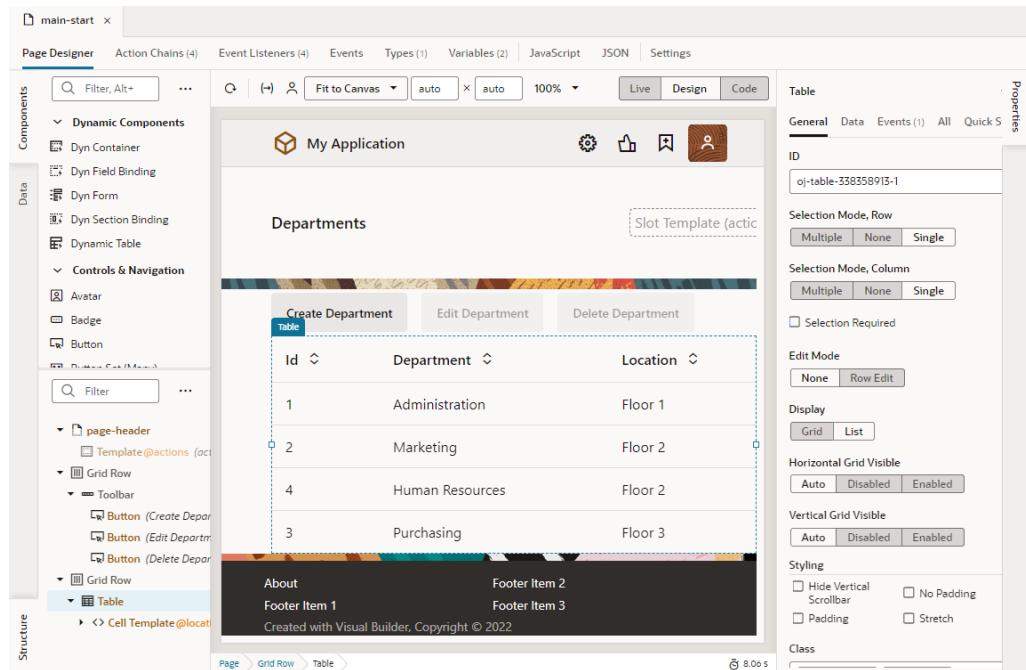 main-start ×
Page Designer Action Chains (4) Event Listeners (4) Events Types (1) Variables (2) JavaScript JSON Settings
Components
Data
Structure
Filter, Alt+
Dynamic Components
Dyn Container
Dyn Field Binding
Dyn Form
Dyn Section Binding
Dynamic Table
Controls & Navigation
Avatar
Badge
Button
Button Set (Many)
Filter
page-header
Template@actions (act
Grid Row
Toolbar
Button (Create Depar
Button (Edit Departm
Button (Delete Depar
Grid Row
Table
<> Cell Template@locati
Fit to Canvas auto × auto 100% Live Design Code
My Application
Departments
Slot Template (actic
Create Department Edit Department Delete Department
Table
Id Department Location
1 Administration Floor 1
2 Marketing Floor 2
4 Human Resources Floor 2
3 Purchasing Floor 3
About Footer Item 2
Footer Item 1 Footer Item 3
Created with Visual Builder, Copyright © 2022
Page Grid Row Table 8.06 s
Table
General Data Events (1) All Quick S
Properties
ID
oj-table-338358913-1
Selection Mode, Row
Multiple None Single
Selection Mode, Column
Multiple None Single
Selection Required
Edit Mode
None Row Edit
Display
Grid List
Horizontal Grid Visible
Auto Disabled Enabled
Vertical Grid Visible
Auto Disabled Enabled
Styling
Hide Vertical
Scrollbar
No Padding
Padding Stretch
Class